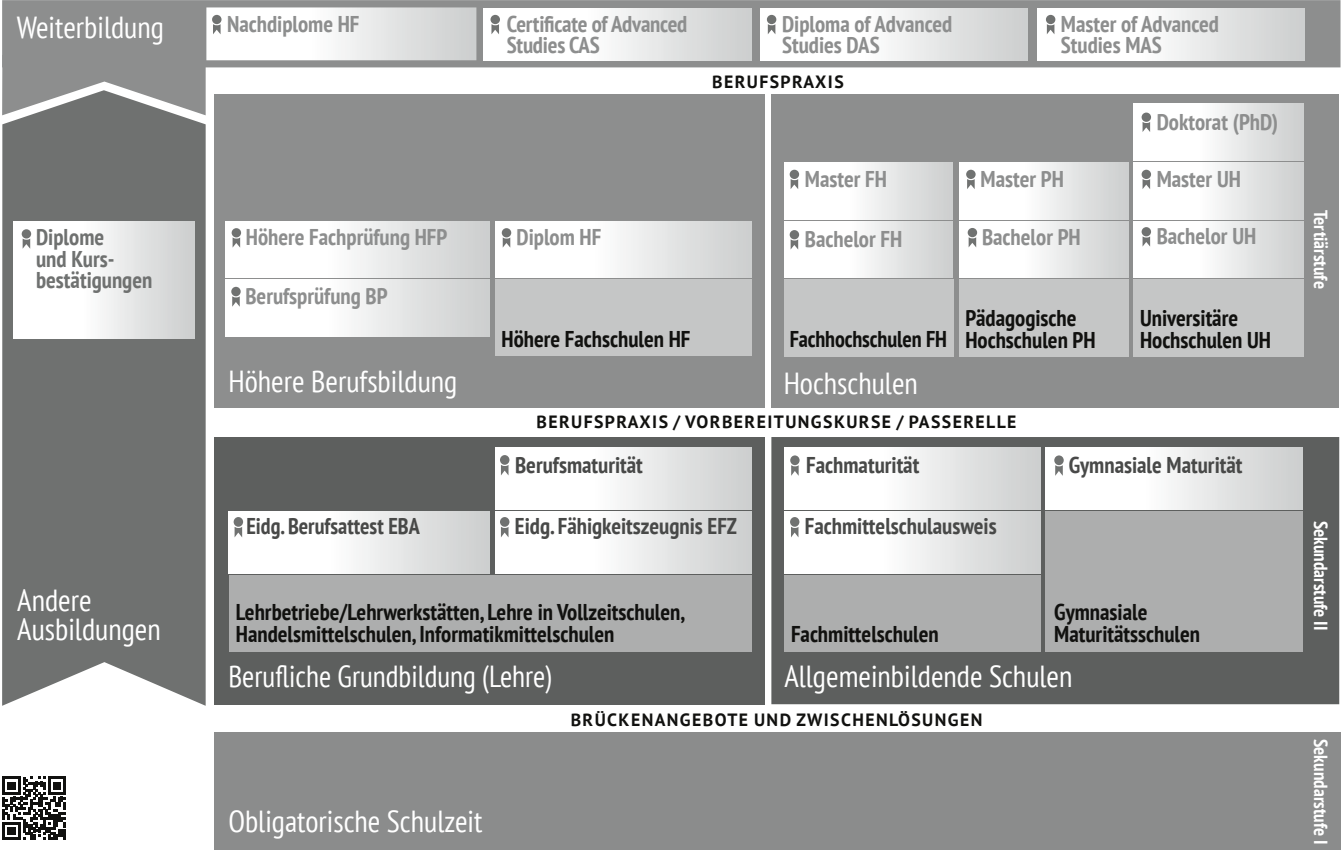 Weiterbildung
Nachdiplome HF
Certificate of Advanced
Studies CAS
Diploma of Advanced
Studies DAS
Master of Advanced
Studies MAS
BERUFSPRAXIS
Doktorat (PhD)
Master FH
Master PH
Master UH
Diplome
und Kurs-
bestätigungen
Höhere Fachprüfung HFP
Diplom HF
Bachelor FH
Bachelor PH
Bachelor UH
Tertiärstufe
Berufsprüfung BP
Höhere Fachschulen HF
Fachhochschulen FH
Pädagogische
Hochschulen PH
Universitäre
Hochschulen UH
Höhere Berufsbildung
Hochschulen
BERUFSPRAXIS / VORBEREITUNGSKURSE / PASSERELLE
Berufsmaturität
Fachmaturität
Gymnasiale Maturität
Eidg. Berufsattest EBA
Eidg. Fähigkeitszeugnis EFZ
Fachmittelschulausweis
Sekundarstufe II
Andere
Ausbildungen
Lehrbetriebe/Lehrwerkstätten, Lehre in Vollzeitschulen,
Handelsmittelschulen, Informatikmittelschulen
Fachmittelschulen
Gymnasiale
Maturitätsschulen
Berufliche Grundbildung (Lehre)
Allgemeinbildende Schulen
BRÜCKENANGEBOTE UND ZWISCHENLÖSUNGEN
Obligatorische Schulzeit
Sekundarstufe I